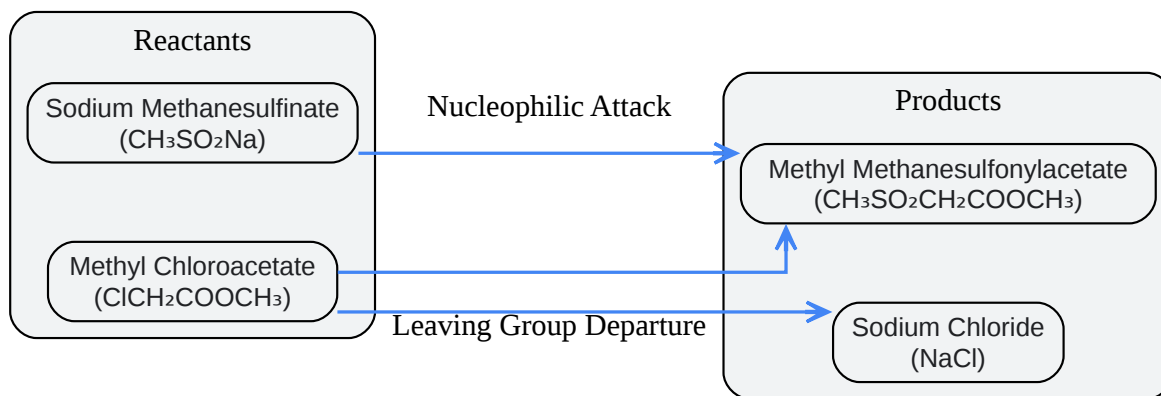 Reactants
Sodium Methanesulfinate
(CH₃SO₂Na)
Nucleophilic Attack
Products
Methyl Methanesulfonylacetate
(CH₃SO₂CH₂COOCH₃)
Methyl Chloroacetate
(ClCH₂COOCH₃)
Leaving Group Departure
Sodium Chloride
(NaCl)